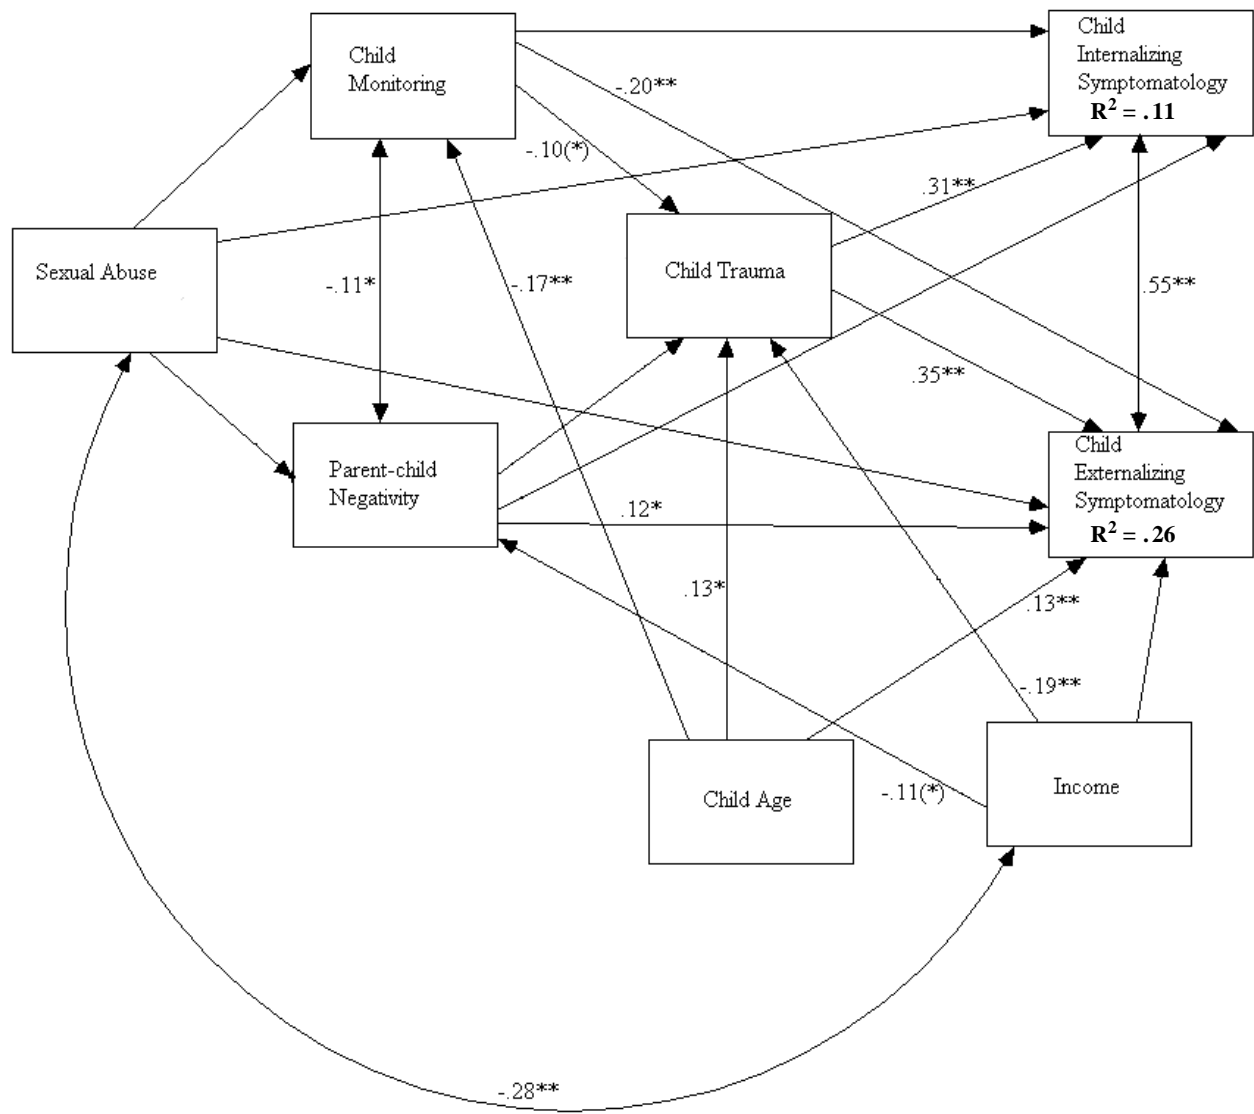 Child
Monitoring
Child
Internalizing
Symptomatology
R² = .11
-.20**
-.10(*)
.31**
Sexual Abuse
Child Trauma
-.11*
-.17**
.55**
.35**
Parent-child
Negativity
Child
Externalizing
Symptomatology
R² = .26
.12*
.13*
.13**
-.19**
Child Age
-.11(*)
Income
-.28**